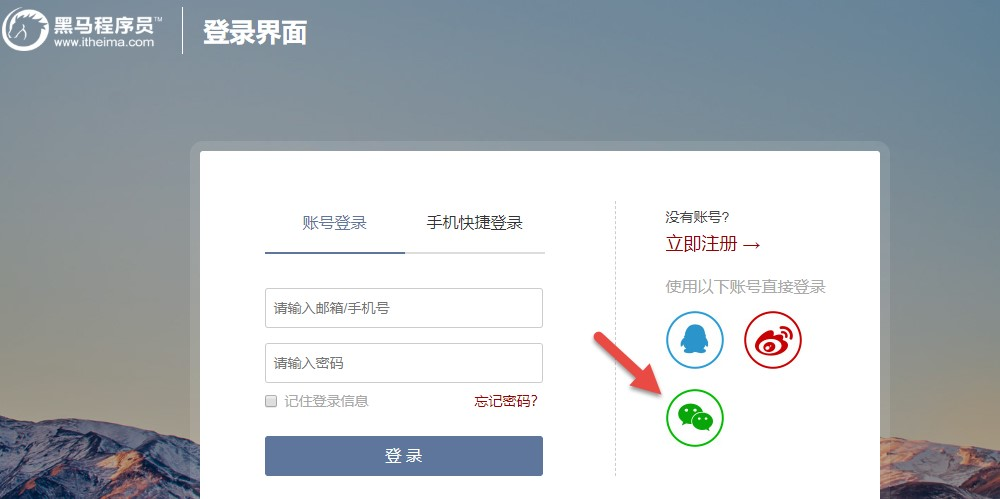 黑马程序员™
www.itheima.com
登录界面
账号登录
手机快捷登录
请输入邮箱/手机号
请输入密码
记住登录信息
忘记密码?
登 录
没有账号?
立即注册 →
使用以下账号直接登录